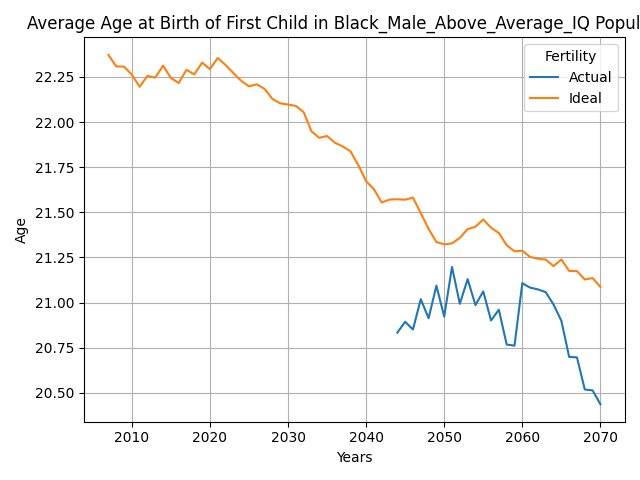 Average Age at Birth of First Child in Black_Male_Above_Average_IQ Popul
Fertility
Actual
Ideal
22.25
22.00
21.75
21.50
21.25
21.00
20.75
20.50
Age
2010 2020 2030 2040 2050 2060 2070
Years